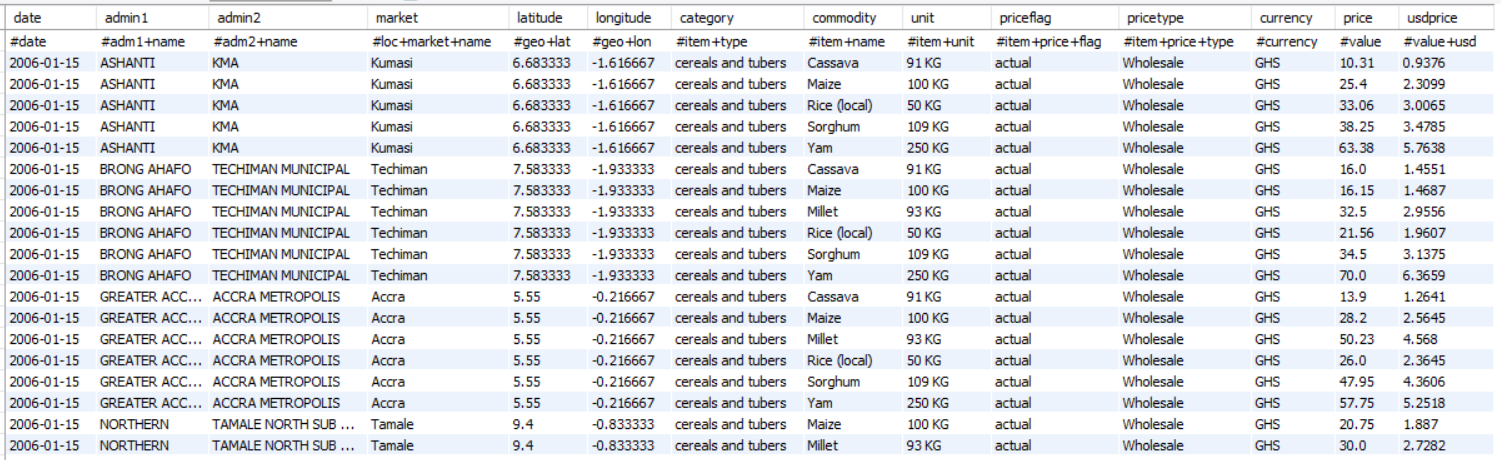 date admin1 admin2 market latitude longitude category commodity unit priceflag pricetype currency price usdprice
#date #adm1+name #adm2+name #loc+market+name #geo+lat #geo+lon #item+type #item+name #item+unit #item+price+flag #item+price+type #currency #value #value+usd
2006-01-15 ASHANTI KMA Kumasi 6.683333 -1.616667 cereals and tubers Cassava 91 KG actual Wholesale GHS 10.31 0.9376
2006-01-15 ASHANTI KMA Kumasi 6.683333 -1.616667 cereals and tubers Maize 100 KG actual Wholesale GHS 25.4 2.3099
2006-01-15 ASHANTI KMA Kumasi 6.683333 -1.616667 cereals and tubers Rice (local) 50 KG actual Wholesale GHS 33.06 3.0065
2006-01-15 ASHANTI KMA Kumasi 6.683333 -1.616667 cereals and tubers Sorghum 109 KG actual Wholesale GHS 38.25 3.4785
2006-01-15 ASHANTI KMA Kumasi 6.683333 -1.616667 cereals and tubers Yam 250 KG actual Wholesale GHS 63.38 5.7638
2006-01-15 BRONG AHAFO TECHIMAN MUNICIPAL Techiman 7.583333 -1.933333 cereals and tubers Cassava 91 KG actual Wholesale GHS 16.0 1.4551
2006-01-15 BRONG AHAFO TECHIMAN MUNICIPAL Techiman 7.583333 -1.933333 cereals and tubers Maize 100 KG actual Wholesale GHS 16.15 1.4687
2006-01-15 BRONG AHAFO TECHIMAN MUNICIPAL Techiman 7.583333 -1.933333 cereals and tubers Millet 93 KG actual Wholesale GHS 32.5 2.9556
2006-01-15 BRONG AHAFO TECHIMAN MUNICIPAL Techiman 7.583333 -1.933333 cereals and tubers Rice (local) 50 KG actual Wholesale GHS 21.56 1.9607
2006-01-15 BRONG AHAFO TECHIMAN MUNICIPAL Techiman 7.583333 -1.933333 cereals and tubers Sorghum 109 KG actual Wholesale GHS 34.5 3.1375
2006-01-15 BRONG AHAFO TECHIMAN MUNICIPAL Techiman 7.583333 -1.933333 cereals and tubers Yam 250 KG actual Wholesale GHS 70.0 6.3659
2006-01-15 GREATER ACC... ACCRA METROPOLIS Accra 5.55 -0.216667 cereals and tubers Cassava 91 KG actual Wholesale GHS 13.9 1.2641
2006-01-15 GREATER ACC... ACCRA METROPOLIS Accra 5.55 -0.216667 cereals and tubers Maize 100 KG actual Wholesale GHS 28.2 2.5645
2006-01-15 GREATER ACC... ACCRA METROPOLIS Accra 5.55 -0.216667 cereals and tubers Millet 93 KG actual Wholesale GHS 50.23 4.568
2006-01-15 GREATER ACC... ACCRA METROPOLIS Accra 5.55 -0.216667 cereals and tubers Rice (local) 50 KG actual Wholesale GHS 26.0 2.3645
2006-01-15 GREATER ACC... ACCRA METROPOLIS Accra 5.55 -0.216667 cereals and tubers Sorghum 109 KG actual Wholesale GHS 47.95 4.3606
2006-01-15 GREATER ACC... ACCRA METROPOLIS Accra 5.55 -0.216667 cereals and tubers Yam 250 KG actual Wholesale GHS 57.75 5.2518
2006-01-15 NORTHERN TAMALE NORTH SUB ... Tamale 9.4 -0.833333 cereals and tubers Maize 100 KG actual Wholesale GHS 20.75 1.887
2006-01-15 NORTHERN TAMALE NORTH SUB ... Tamale 9.4 -0.833333 cereals and tubers Millet 93 KG actual Wholesale GHS 30.0 2.7282